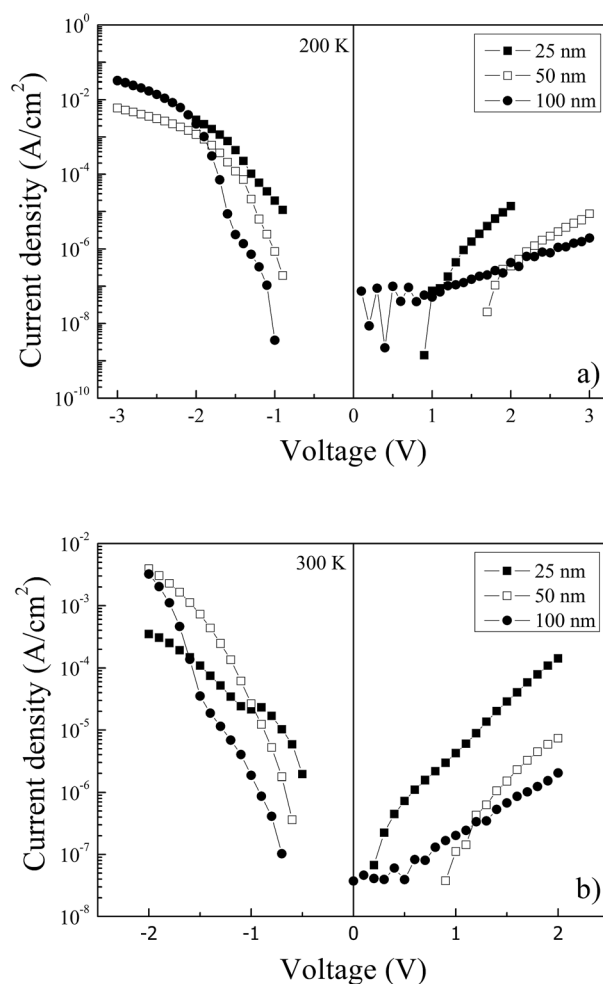 10^0
200 K
25 nm
50 nm
100 nm
10^-2
10^-4
10^-6
10^-8
10^-10
Current density (A/cm^2)
a)
-3 -2 -1 0 1 2 3
Voltage (V)
10^-2
300 K
25 nm
50 nm
100 nm
10^-3
10^-4
10^-5
10^-6
10^-7
10^-8
Current density (A/cm^2)
b)
-2 -1 0 1 2
Voltage (V)